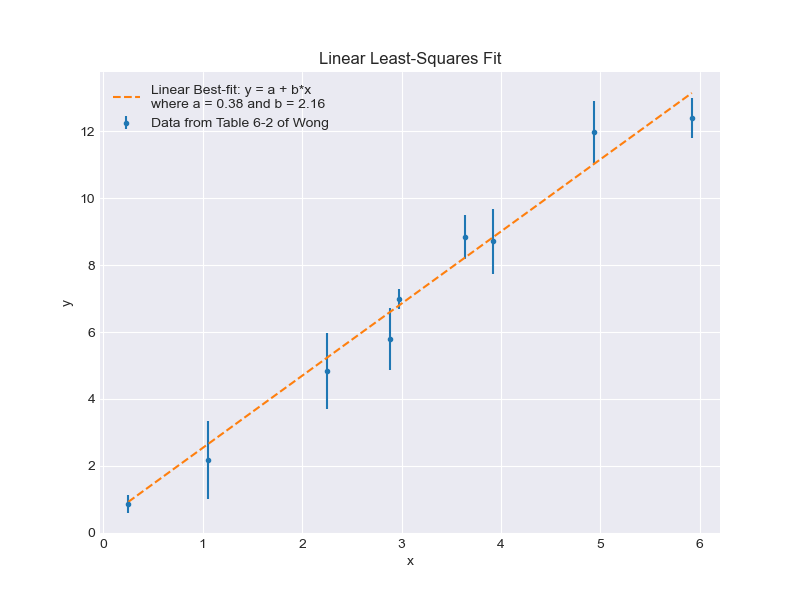 Linear Least-Squares Fit
Linear Best-fit: y = a + b*x
where a = 0.38 and b = 2.16
Data from Table 6-2 of Wong
12
10
8
6
4
2
0
y
0 1 2 3 4 5 6
x